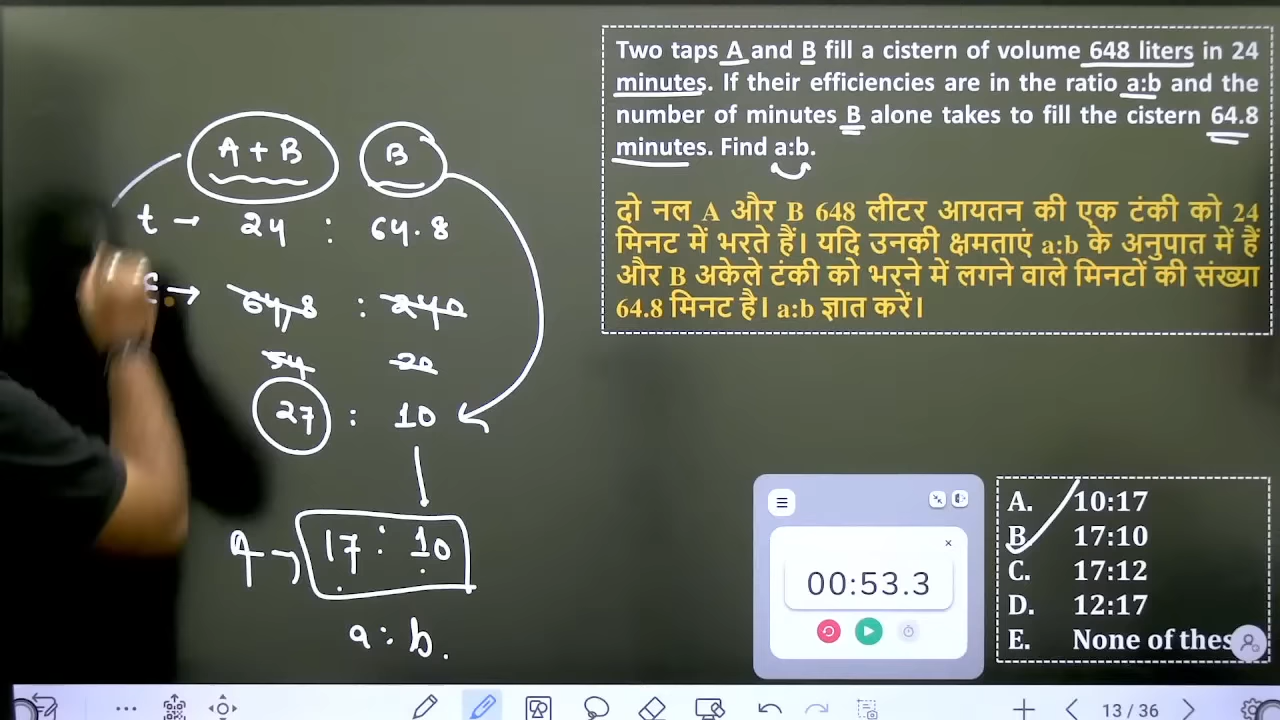 Two taps A and B fill a cistern of volume 648 liters in 24
minutes. If their efficiencies are in the ratio a:b and the
number of minutes B alone takes to fill the cistern 64.8
minutes. Find a:b.
दो नल A और B 648 लीटर आयतन की एक टंकी को 24
मिनट में भरते हैं। यदि उनकी क्षमताएं a:b के अनुपात में हैं
और B अकेले टंकी को भरने में लगने वाले मिनटों की संख्या
64.8 मिनट है। a:b ज्ञात करें।
A + B B
t → 24 : 64.8
→ 64.8 : 240
54 20
27 : 10
17 : 10
a : b.
00:53.3
A. 10:17
B. 17:10
C. 17:12
D. 12:17
E. None of thes
13 / 36